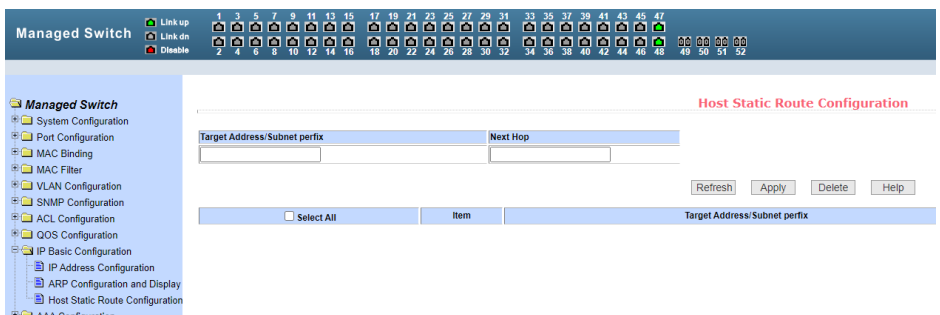 Managed Switch
Link up
Link dn
Disable
1 3 5 7 9 11 13 15 17 19 21 23 25 27 29 31 33 35 37 39 41 43 45 47
2 4 6 8 10 12 14 16 18 20 22 24 26 28 30 32 34 36 38 40 42 44 46 48 49 50 51 52
Managed Switch
System Configuration
Port Configuration
MAC Binding
MAC Filter
VLAN Configuration
SNMP Configuration
ACL Configuration
QOS Configuration
IP Basic Configuration
IP Address Configuration
ARP Configuration and Display
Host Static Route Configuration
AAA Configuration
Host Static Route Configuration
Target Address/Subnet perfix Next Hop
Refresh Apply Delete Help
Select All Item Target Address/Subnet perfix